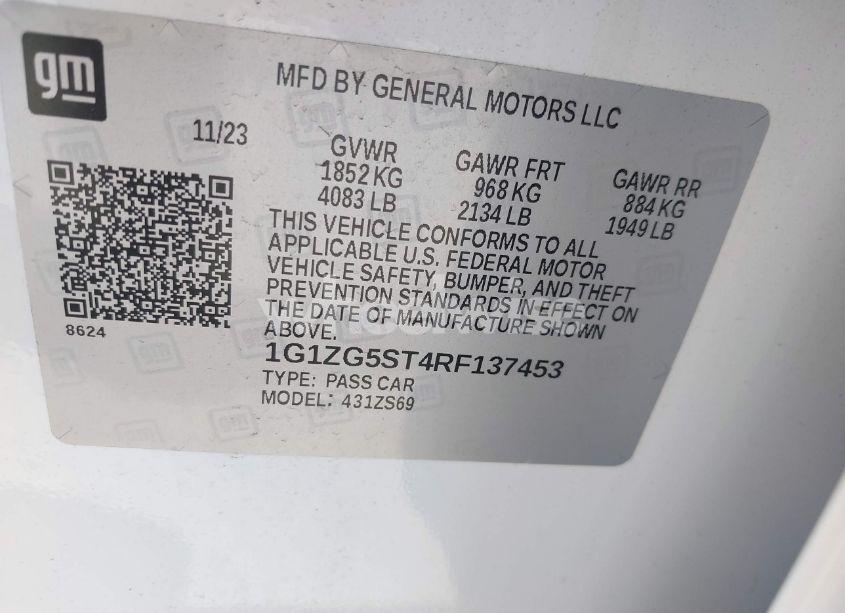 gm
MFD BY GENERAL MOTORS LLC
11/23
GVWR
1852 KG
4083 LB
GAWR FRT
968 KG
2134 LB
GAWR RR
884 KG
1949 LB
THIS VEHICLE CONFORMS TO ALL
APPLICABLE U.S. FEDERAL MOTOR
VEHICLE SAFETY, BUMPER, AND THEFT
PREVENTION STANDARDS IN EFFECT ON
THE DATE OF MANUFACTURE SHOWN
ABOVE.
8624
1G1ZG5ST4RF137453
TYPE: PASS CAR
MODEL: 431ZS69